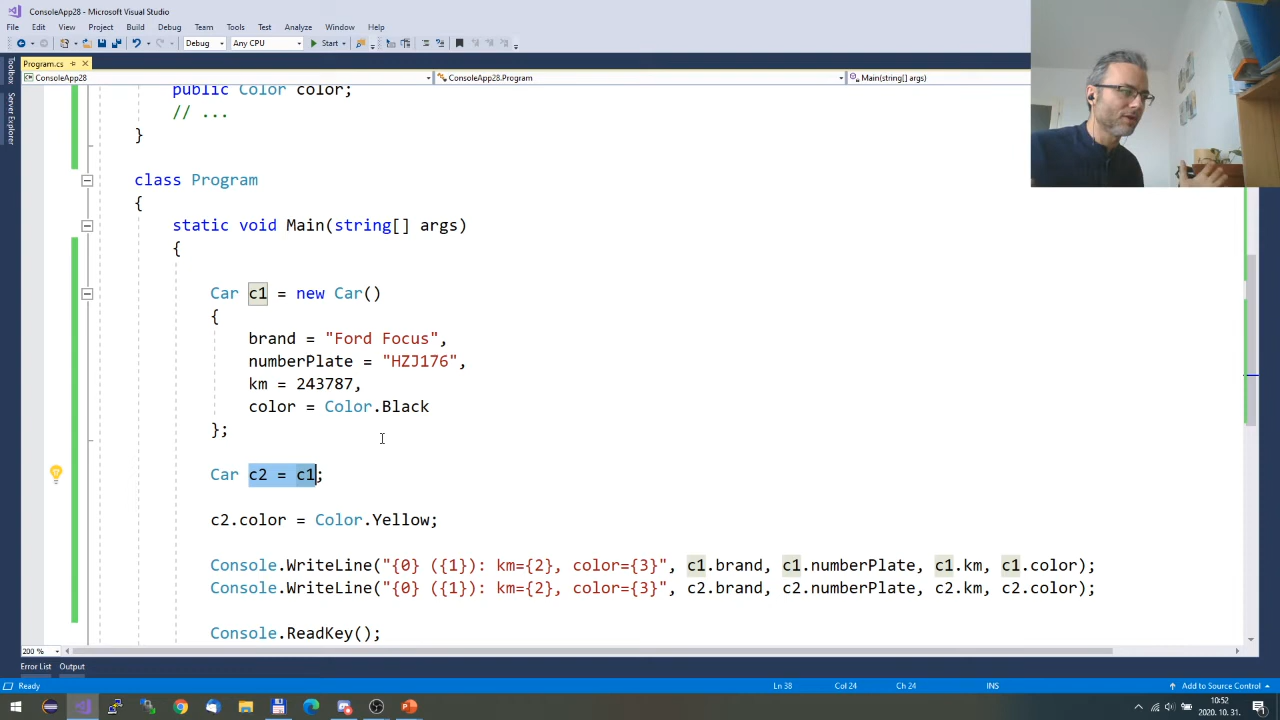 ConsoleApp28 - Microsoft Visual Studio
File Edit View Project Build Debug Team Tools Test Analyze Window Help
Debug Any CPU Start
Program.cs
ConsoleApp28 ConsoleApp28.Program Main(string[] args)
Toolbox
Server Explorer
public Color color;
// ...
}
class Program
{
static void Main(string[] args)
{
Car c1 = new Car()
{
brand = "Ford Focus",
numberPlate = "HZJ176",
km = 243787,
color = Color.Black
};
Car c2 = c1;
c2.color = Color.Yellow;
Console.WriteLine("{0} ({1}): km={2}, color={3}", c1.brand, c1.numberPlate, c1.km, c1.color);
Console.WriteLine("{0} ({1}): km={2}, color={3}", c2.brand, c2.numberPlate, c2.km, c2.color);
Console.ReadKey();
200 %
Error List Output
Ready Ln 38 Col 24 Ch 24 INS Add to Source Control
10:52
2020. 10. 31.